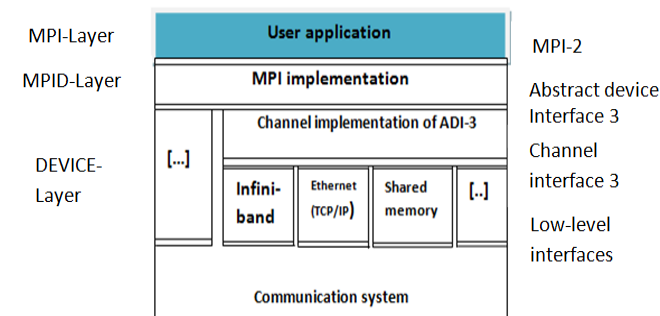 MPI-Layer
User application
MPI-2
MPID-Layer
MPI implementation
Abstract device
Interface 3
Channel implementation of ADI-3
Channel
interface 3
[...]
DEVICE-
Layer
Infini-
band
Ethernet
(TCP/IP)
Shared
memory
[..]
Low-level
interfaces
Communication system